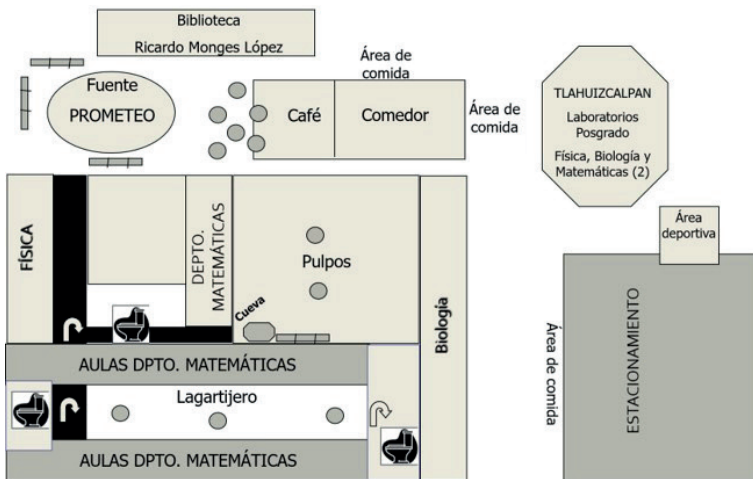 Biblioteca
Ricardo Monges López
Fuente
PROMETEO
Área de
comida
Café
Comedor
Área de
comida
TLAHUIZCALPAN
Laboratorios
Posgrado
Física, Biología y
Matemáticas (2)
Área
deportiva
FÍSICA
DEPTO.
MATEMÁTICAS
Pulpos
Cueva
Biología
AULAS DPTO. MATEMÁTICAS
Lagartijero
AULAS DPTO. MATEMÁTICAS
Área de comida
ESTACIONAMIENTO